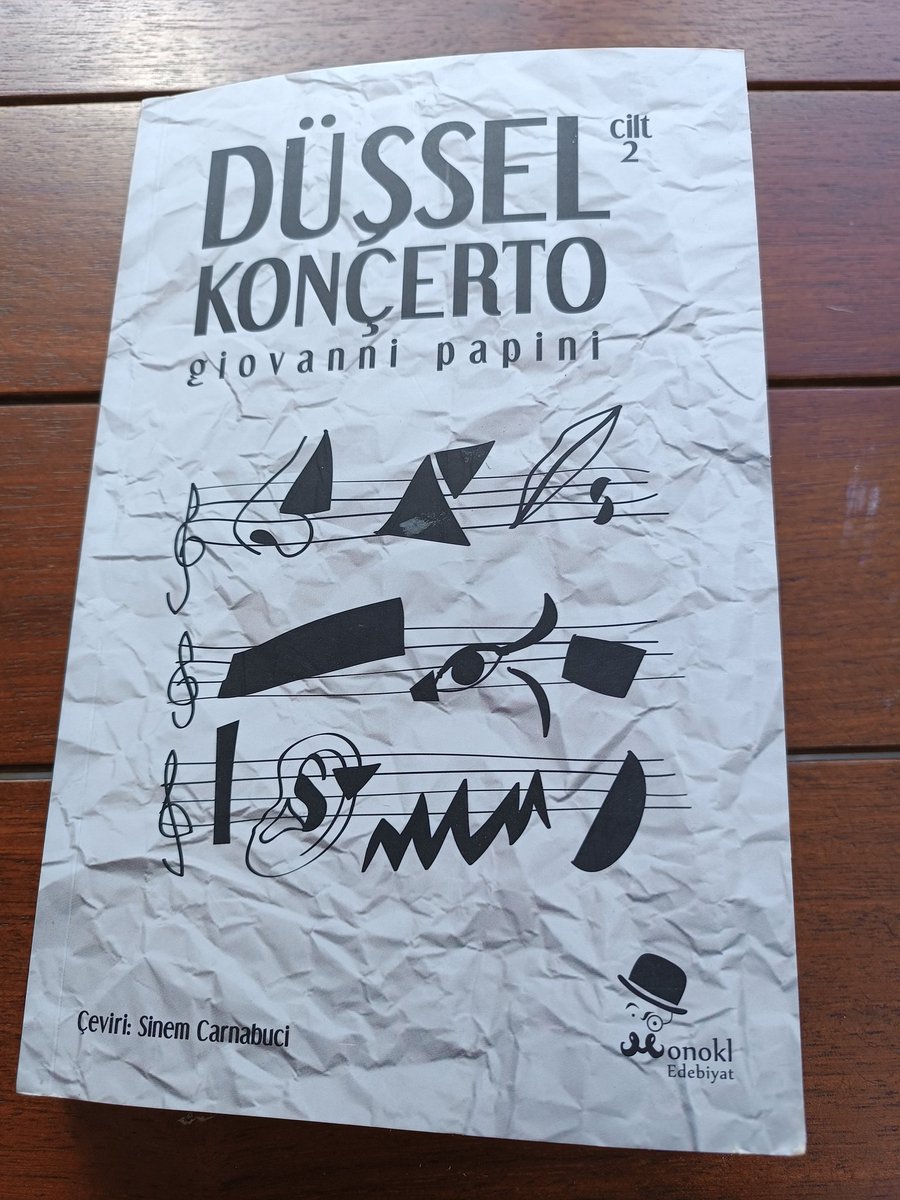 DÜŞSEL
cilt
2
KONÇERTO
giovanni papini
Çeviri: Sinem Carnabuci
Monokl
Edebiyat